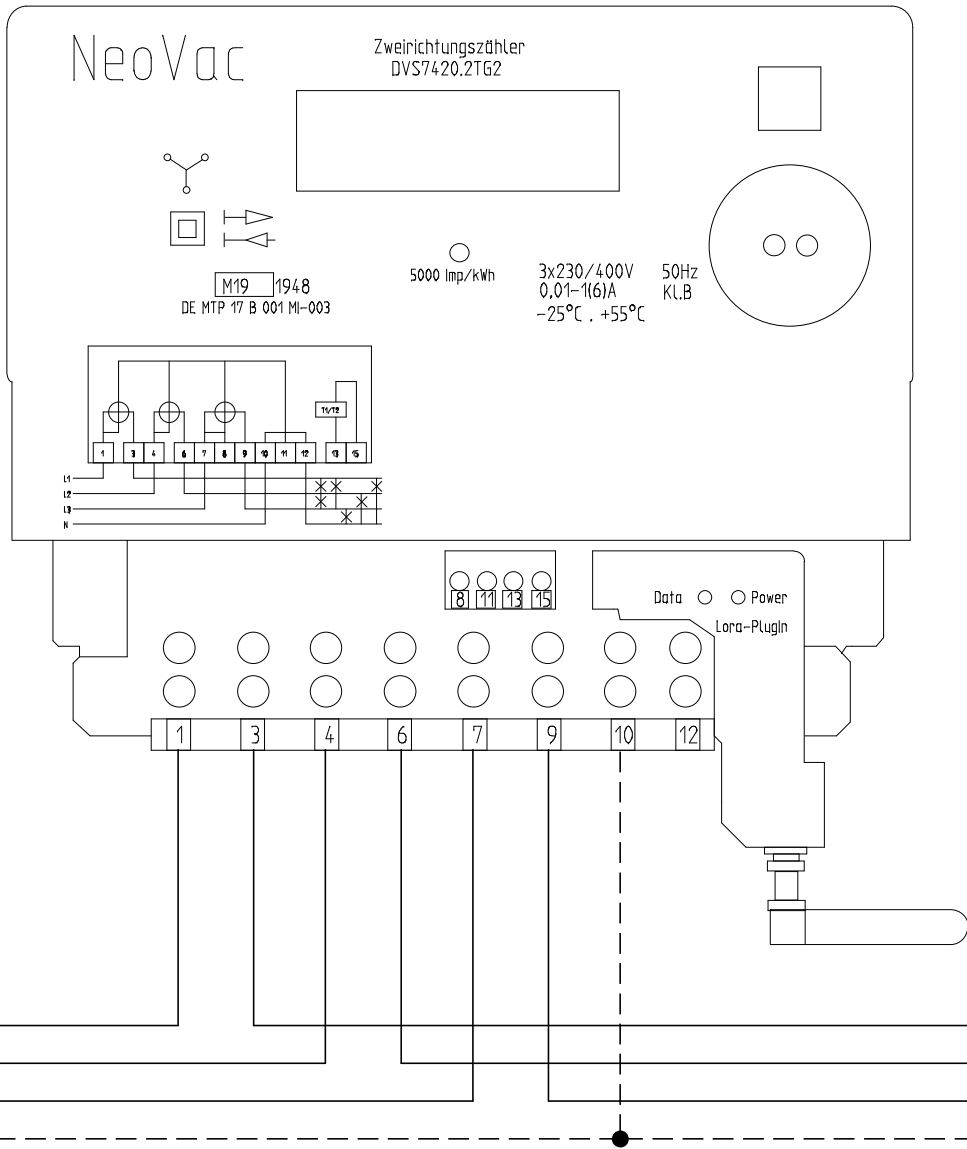 NeoVac
Zweirichtungszähler
DVS7420.2TG2
5000 Imp/kWh
3x230/400V 50Hz
0,01-1(6)A Kl.B
-25°C . +55°C
M19 1948
DE MTP 17 B 001 MI-003
T1/T2
1 3 4 6 7 8 9 10 11 12 13 15
L1
L2
L3
N
8 11 13 15
Data Power
Lora-PlugIn
1 3 4 6 7 9 10 12